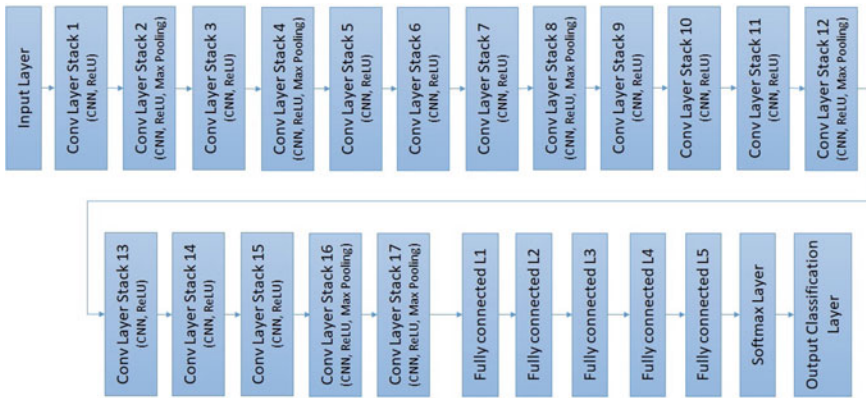 Input Layer
Conv Layer Stack 1
(CNN, ReLU)
Conv Layer Stack 2
(CNN, ReLU, Max Pooling)
Conv Layer Stack 3
(CNN, ReLU)
Conv Layer Stack 4
(CNN, ReLU, Max Pooling)
Conv Layer Stack 5
(CNN, ReLU)
Conv Layer Stack 6
(CNN, ReLU)
Conv Layer Stack 7
(CNN, ReLU)
Conv Layer Stack 8
(CNN, ReLU, Max Pooling)
Conv Layer Stack 9
(CNN, ReLU)
Conv Layer Stack 10
(CNN, ReLU)
Conv Layer Stack 11
(CNN, ReLU)
Conv Layer Stack 12
(CNN, ReLU, Max Pooling)
Conv Layer Stack 13
(CNN, ReLU)
Conv Layer Stack 14
(CNN, ReLU)
Conv Layer Stack 15
(CNN, ReLU)
Conv Layer Stack 16
(CNN, ReLU, Max Pooling)
Conv Layer Stack 17
(CNN, ReLU, Max Pooling)
Fully connected L1
Fully connected L2
Fully connected L3
Fully connected L4
Fully connected L5
Softmax Layer
Output Classification
Layer